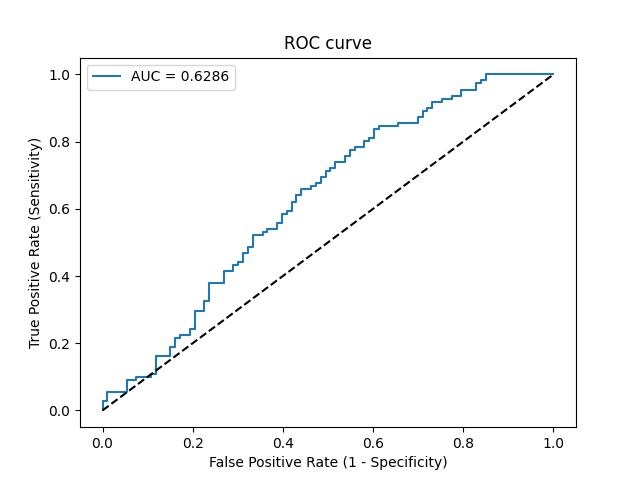 ROC curve
AUC = 0.6286
1.0
0.8
0.6
0.4
0.2
0.0
True Positive Rate (Sensitivity)
0.0 0.2 0.4 0.6 0.8 1.0
False Positive Rate (1 - Specificity)